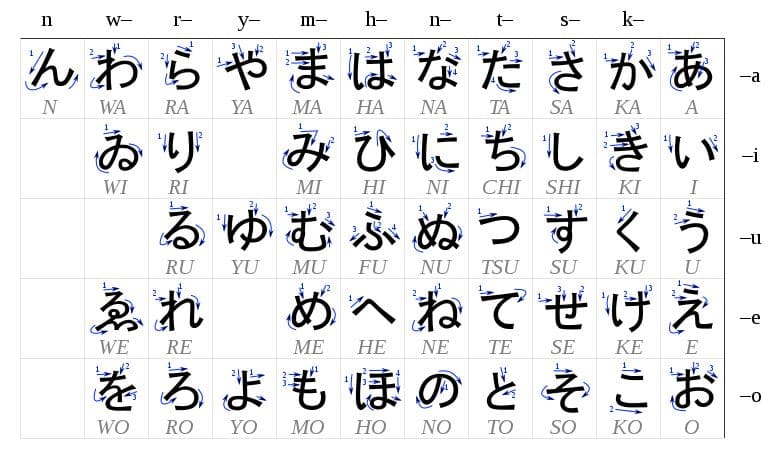 n w– r– y– m– h– n– t– s– k–
ん わ ら や ま は な た さ か あ –a
N WA RA YA MA HA NA TA SA KA A
ゐ り み ひ に ち し き い –i
WI RI MI HI NI CHI SHI KI I
る ゆ む ふ ぬ つ す く う –u
RU YU MU FU NU TSU SU KU U
ゑ れ め へ ね て せ け え –e
WE RE ME HE NE TE SE KE E
を ろ よ も ほ の と そ こ お –o
WO RO YO MO HO NO TO SO KO O